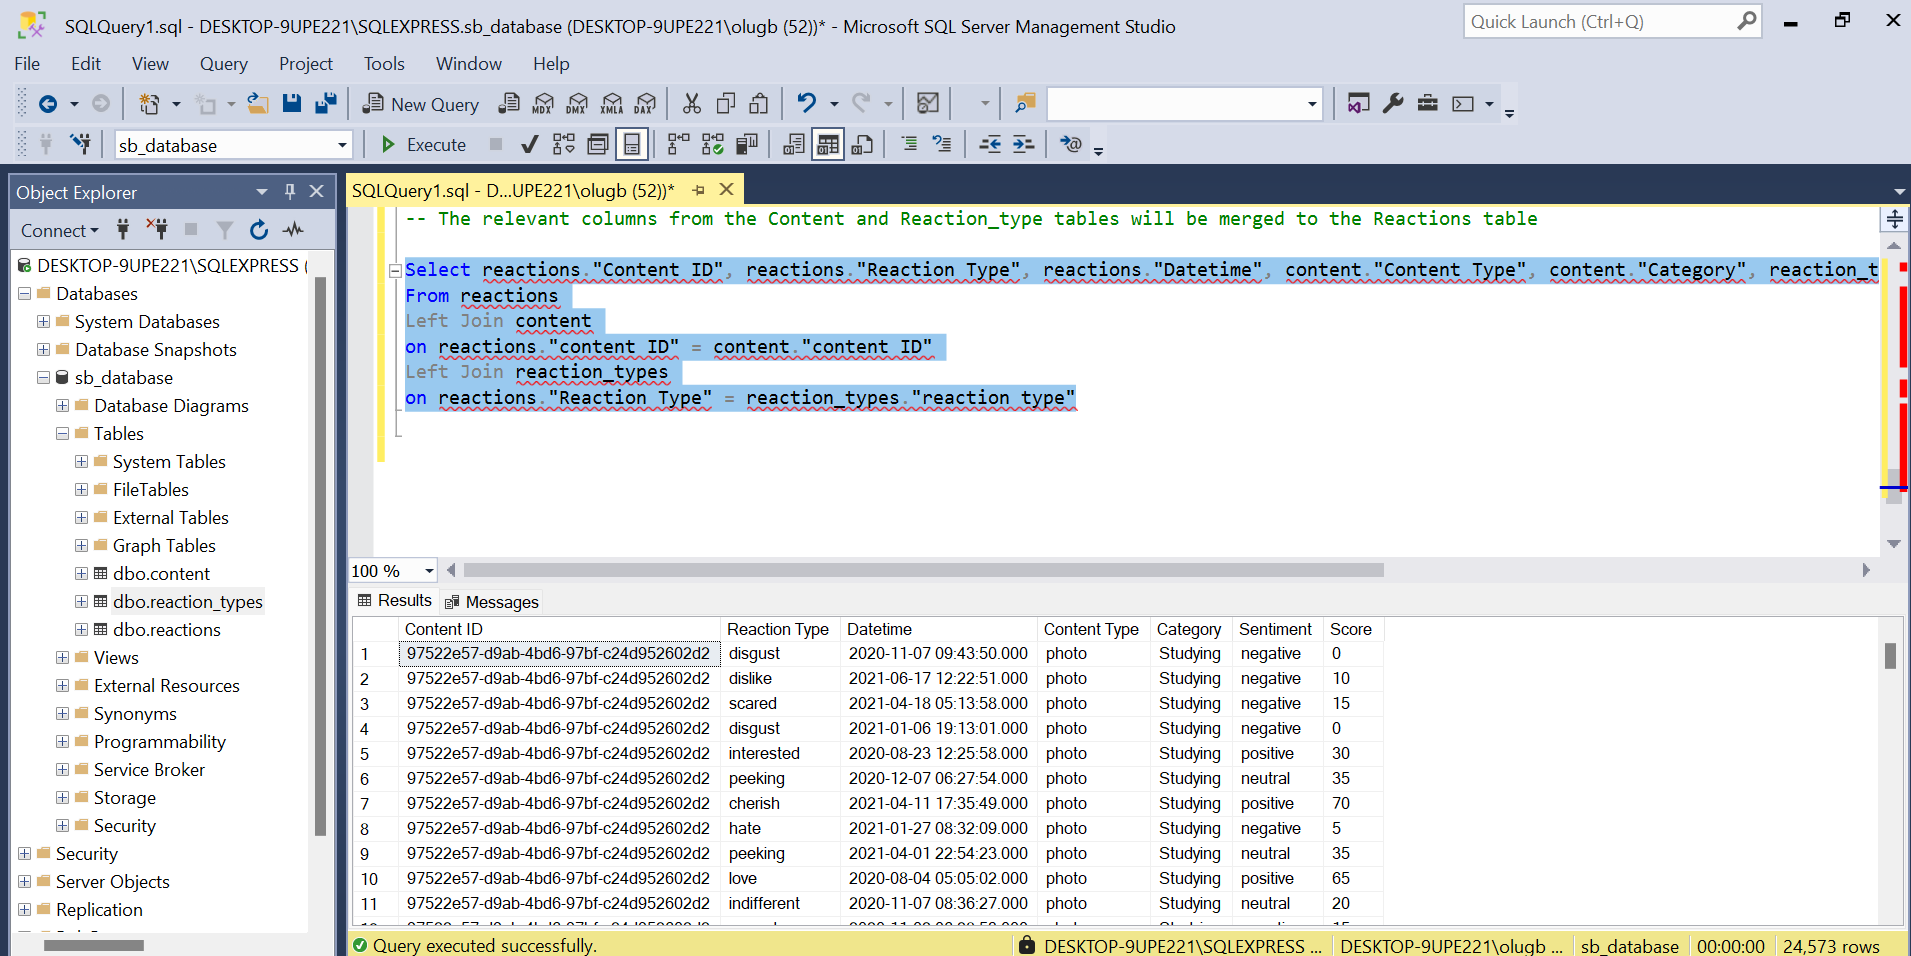 SQLQuery1.sql - DESKTOP-9UPE221\SQLEXPRESS.sb_database (DESKTOP-9UPE221\olugb (52))* - Microsoft SQL Server Management Studio
Quick Launch (Ctrl+Q)
File Edit View Query Project Tools Window Help
New Query MDX DMX XMLA DAX
sb_database Execute
Object Explorer
SQLQuery1.sql - D...UPE221\olugb (52))*
Connect
DESKTOP-9UPE221\SQLEXPRESS (
Databases
System Databases
Database Snapshots
sb_database
Database Diagrams
Tables
System Tables
FileTables
External Tables
Graph Tables
dbo.content
dbo.reaction_types
dbo.reactions
Views
External Resources
Synonyms
Programmability
Service Broker
Storage
Security
Security
Server Objects
Replication
-- The relevant columns from the Content and Reaction_type tables will be merged to the Reactions table
Select reactions."Content ID", reactions."Reaction Type", reactions."Datetime", content."Content Type", content."Category", reaction_t
From reactions
Left Join content
on reactions."content ID" = content."content ID"
Left Join reaction_types
on reactions."Reaction Type" = reaction_types."reaction type"
100 %
Results Messages
Content ID Reaction Type Datetime Content Type Category Sentiment Score
1 97522e57-d9ab-4bd6-97bf-c24d952602d2 disgust 2020-11-07 09:43:50.000 photo Studying negative 0
2 97522e57-d9ab-4bd6-97bf-c24d952602d2 dislike 2021-06-17 12:22:51.000 photo Studying negative 10
3 97522e57-d9ab-4bd6-97bf-c24d952602d2 scared 2021-04-18 05:13:58.000 photo Studying negative 15
4 97522e57-d9ab-4bd6-97bf-c24d952602d2 disgust 2021-01-06 19:13:01.000 photo Studying negative 0
5 97522e57-d9ab-4bd6-97bf-c24d952602d2 interested 2020-08-23 12:25:58.000 photo Studying positive 30
6 97522e57-d9ab-4bd6-97bf-c24d952602d2 peeking 2020-12-07 06:27:54.000 photo Studying neutral 35
7 97522e57-d9ab-4bd6-97bf-c24d952602d2 cherish 2021-04-11 17:35:49.000 photo Studying positive 70
8 97522e57-d9ab-4bd6-97bf-c24d952602d2 hate 2021-01-27 08:32:09.000 photo Studying negative 5
9 97522e57-d9ab-4bd6-97bf-c24d952602d2 peeking 2021-04-01 22:54:23.000 photo Studying neutral 35
10 97522e57-d9ab-4bd6-97bf-c24d952602d2 love 2020-08-04 05:05:02.000 photo Studying positive 65
11 97522e57-d9ab-4bd6-97bf-c24d952602d2 indifferent 2020-11-07 08:36:27.000 photo Studying neutral 20
Query executed successfully. DESKTOP-9UPE221\SQLEXPRESS ... DESKTOP-9UPE221\olugb ... sb_database 00:00:00 24,573 rows